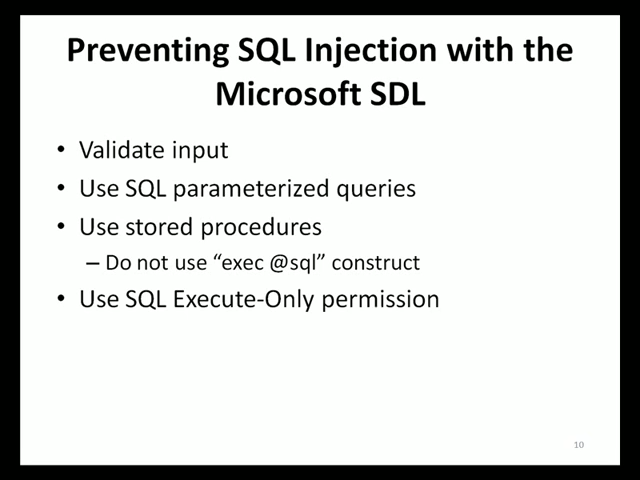 Preventing SQL Injection with the
Microsoft SDL
• Validate input
• Use SQL parameterized queries
• Use stored procedures
– Do not use “exec @sql” construct
• Use SQL Execute-Only permission
10